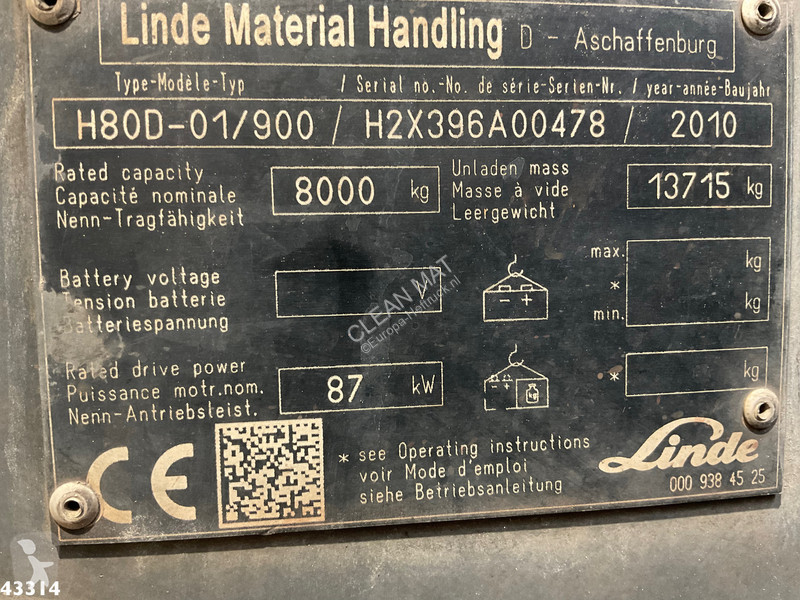 Linde Material Handling D - Aschaffenburg
Type-Modèle-Typ / Serial no.-No. de série-Serien-Nr. / year-année-Baujahr
H80D-01/900 / H2X396A00478 / 2010
Rated capacity
Capacité nominale
Nenn-Tragfähigkeit
8000 kg
Unladen mass
Masse à vide
Leergewicht
13715 kg
Battery voltage
Tension batterie
Batteriespannung
V
- +
max.
*
min.
kg
kg
Rated drive power
Puissance motr.nom.
Nenn-Antriebsleist.
87 kW
- +
kg
* kg
CE
* see Operating instructions
voir Mode d'emploi
siehe Betriebsanleitung
Linde
000 938 45 25
CLEAN MAT
©Europa-Heftruck.nl
43314